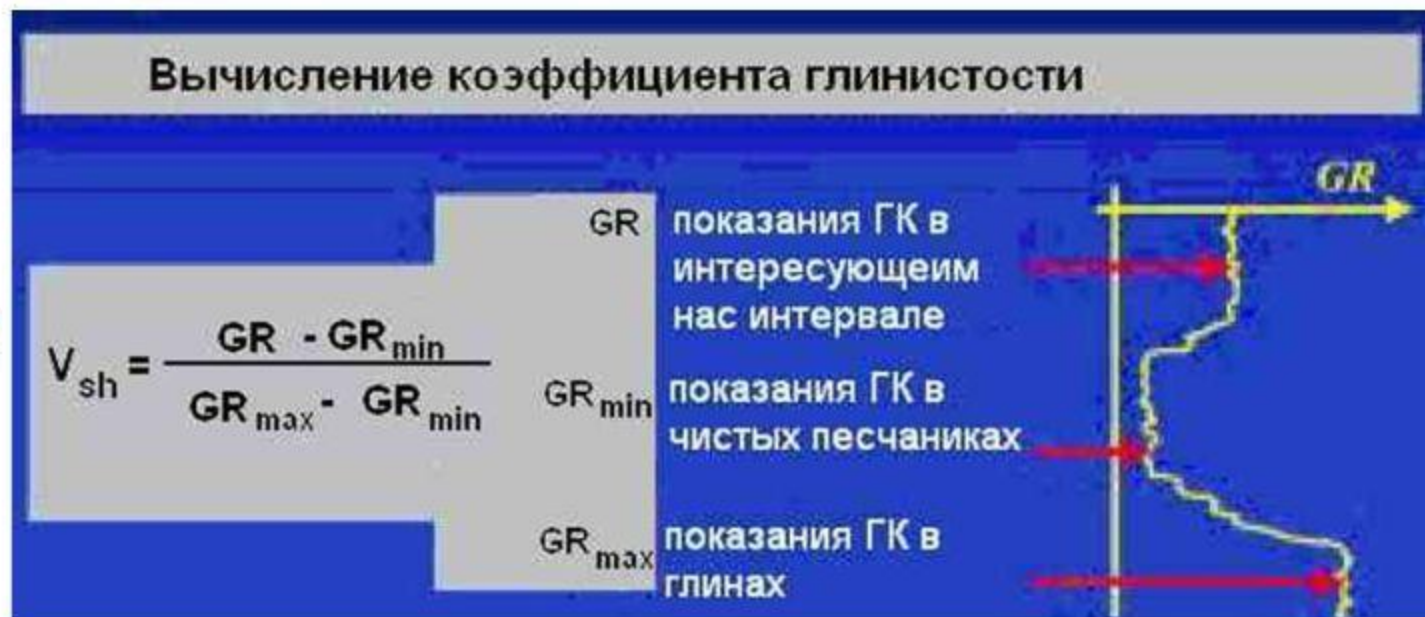 Вычисление коэффициента глинистости
GR
GR показания ГК в
интересующеим
нас интервале
V sh = GR - GR min / GR max - GR min
GR min показания ГК в
чистых песчаниках
GR max показания ГК в
глинах